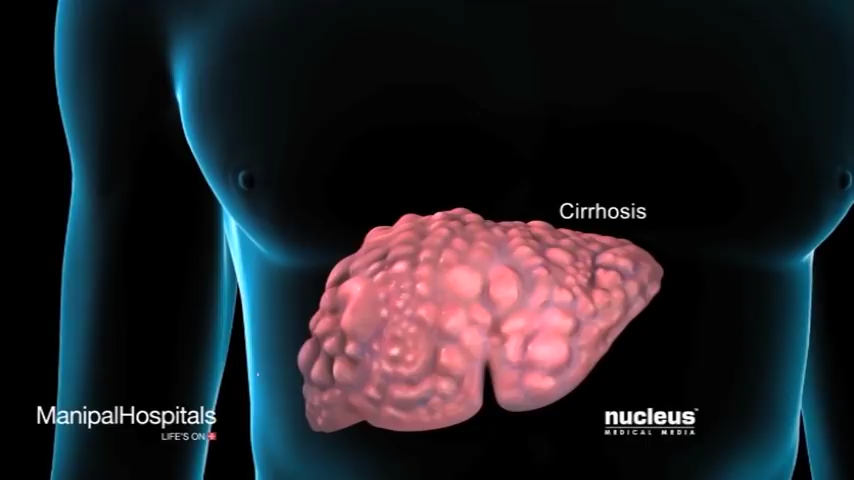 Cirrhosis
ManipalHospitals
LIFE'S ON
nucleus
MEDICAL MEDIA